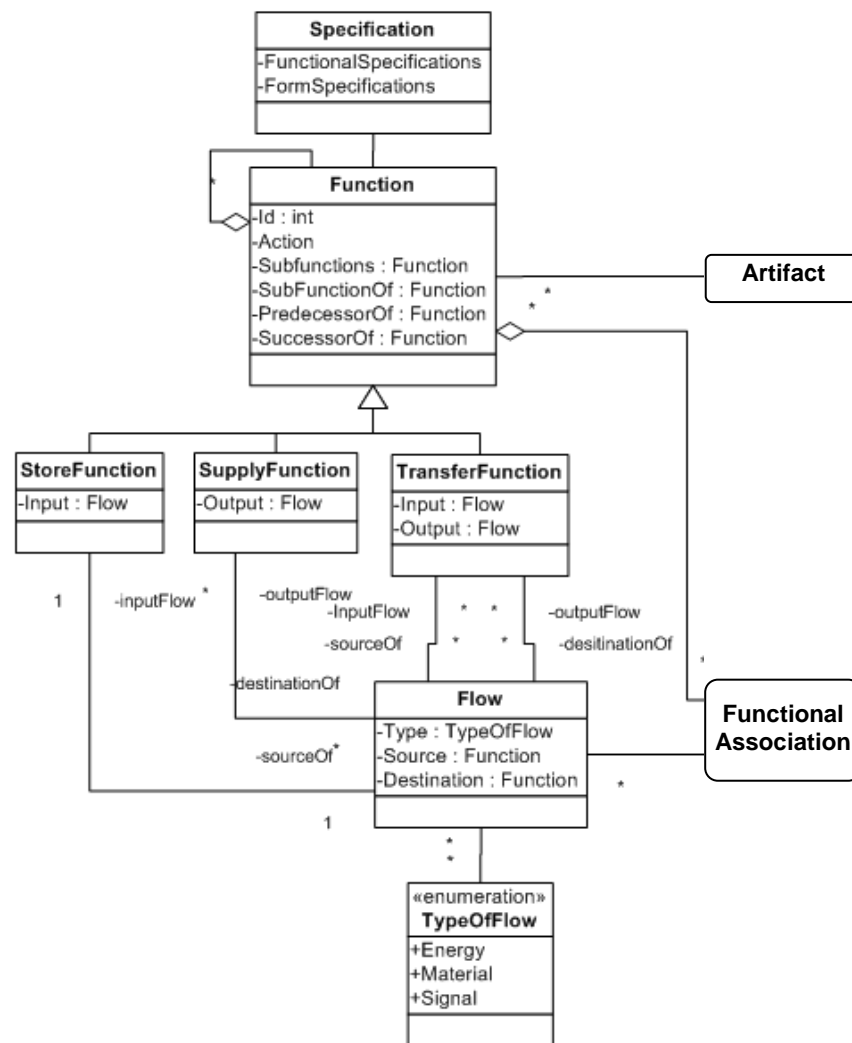 Specification
-FunctionalSpecifications
-FormSpecifications
*
Function
-Id : int
-Action
-Subfunctions : Function
-SubFunctionOf : Function
-PredecessorOf : Function
-SuccessorOf : Function
Artifact
*
*
StoreFunction
-Input : Flow
SupplyFunction
-Output : Flow
TransferFunction
-Input : Flow
-Output : Flow
1
-inputFlow
*
-outputFlow
-InputFlow
*
*
-outputFlow
-sourceOf
*
*
-desitinationOf
*
-destinationOf
Flow
-Type : TypeOfFlow
-Source : Function
-Destination : Function
Functional
Association
-sourceOf
*
*
1
*
*
«enumeration»
TypeOfFlow
+Energy
+Material
+Signal